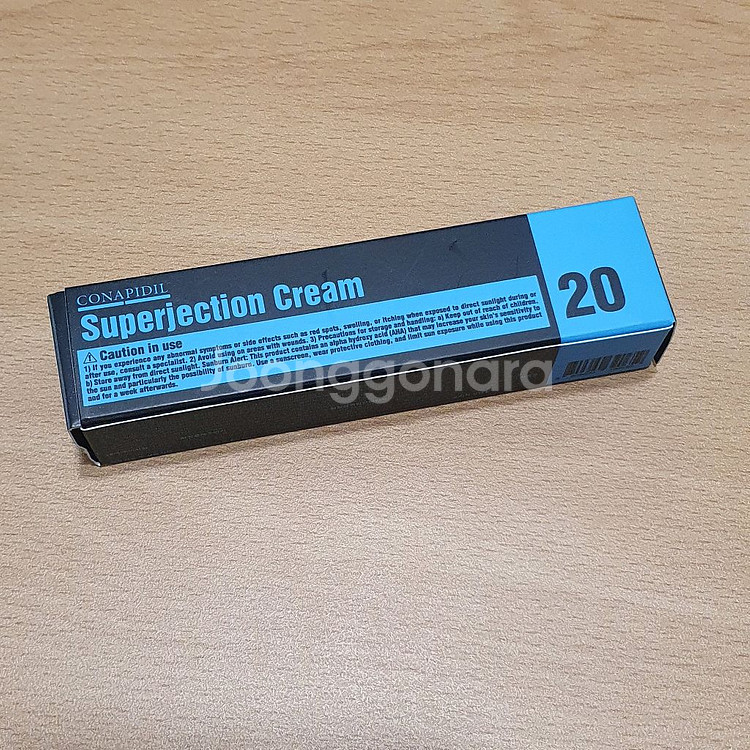 CONAPIDIL
Superjection Cream
Caution in use
1) If you experience any abnormal symptoms or side effects such as red spots, swelling, or itching when exposed to direct sunlight during or
after use, consult a specialist. 2) Avoid using on areas with wounds. 3) Precautions for storage and handling: a) Keep out of reach of children.
b) Store away from direct sunlight. Sunburn Alert: This product contains an alpha hydroxy acid (AHA) that may increase your skin's sensitivity to
the sun and particularly the possibility of sunburn. Use a sunscreen, wear protective clothing, and limit sun exposure while using this product
and for a week afterwards.
20
Joonggonara